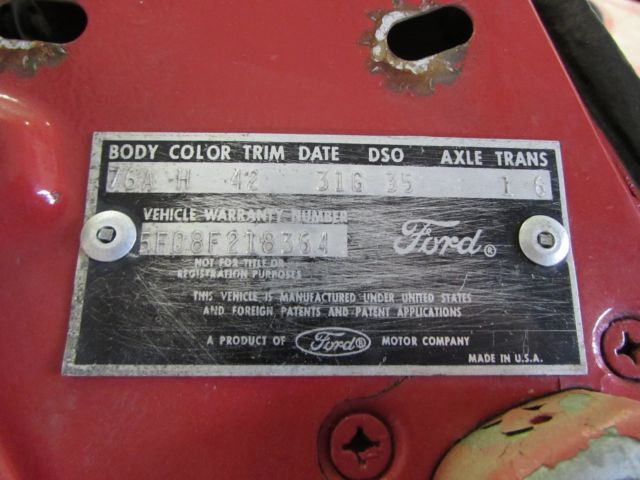 BODY COLOR TRIM DATE DSO AXLE TRANS
76A H 42 31G 35 1 6
VEHICLE WARRANTY NUMBER
5F08F218364
Ford®
NOT FOR TITLE OR
REGISTRATION PURPOSES
THIS VEHICLE IS MANUFACTURED UNDER UNITED STATES
AND FOREIGN PATENTS AND PATENT APPLICATIONS
A PRODUCT OF Ford® MOTOR COMPANY
MADE IN U.S.A.